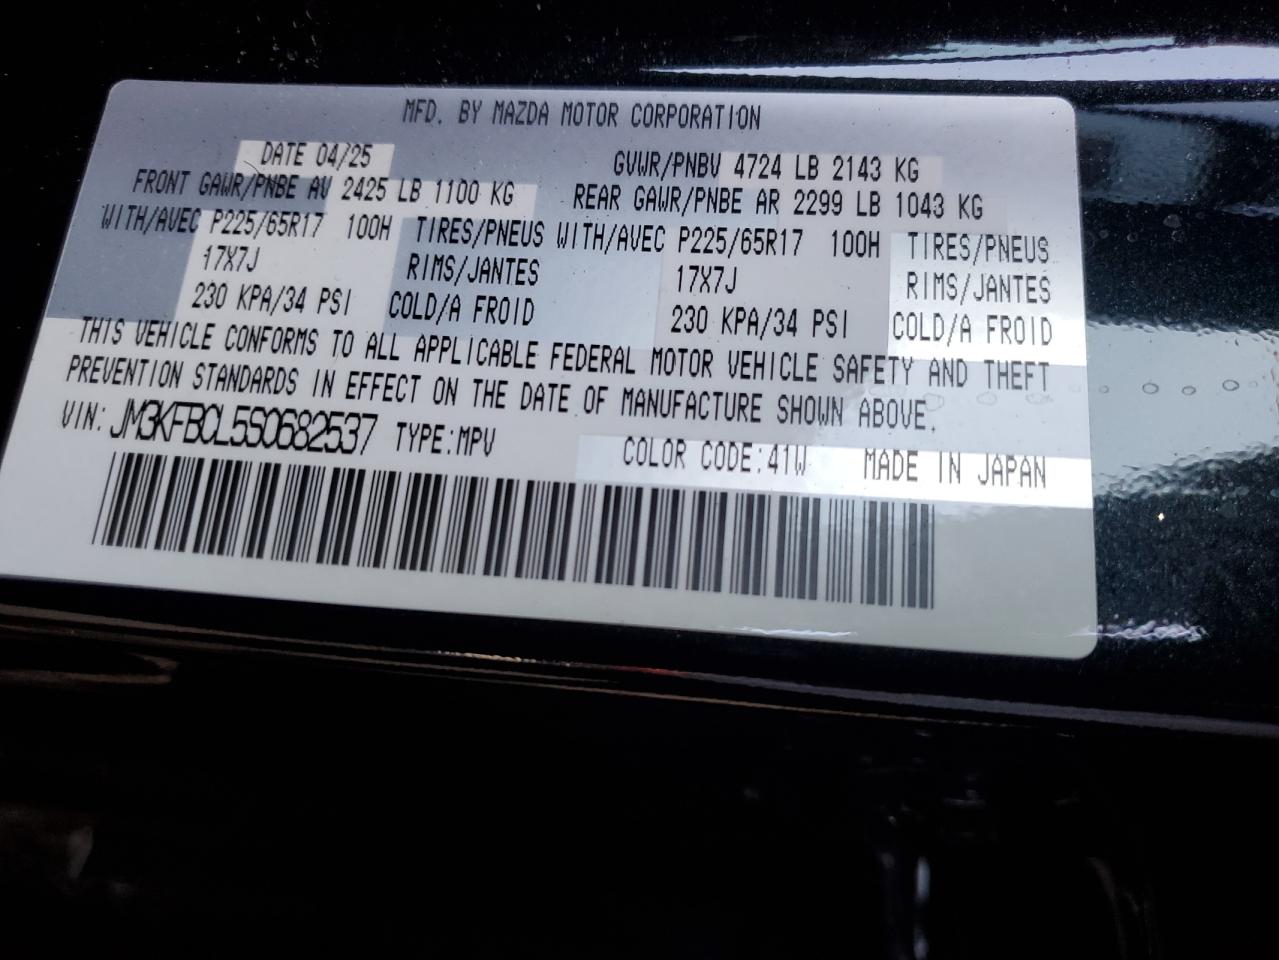 MFD. BY MAZDA MOTOR CORPORATION
DATE 04/25 GVWR/PNBV 4724 LB 2143 KG
FRONT GAWR/PNBE AV 2425 LB 1100 KG REAR GAWR/PNBE AR 2299 LB 1043 KG
WITH/AVEC P225/65R17 100H TIRES/PNEUS WITH/AVEC P225/65R17 100H TIRES/PNEUS
17X7J RIMS/JANTES 17X7J RIMS/JANTES
230 KPA/34 PSI COLD/A FROID 230 KPA/34 PSI COLD/A FROID
THIS VEHICLE CONFORMS TO ALL APPLICABLE FEDERAL MOTOR VEHICLE SAFETY AND THEFT
PREVENTION STANDARDS IN EFFECT ON THE DATE OF MANUFACTURE SHOWN ABOVE.
VIN: JM3KFBCL5S0682537 TYPE:MPV COLOR CODE:41W MADE IN JAPAN